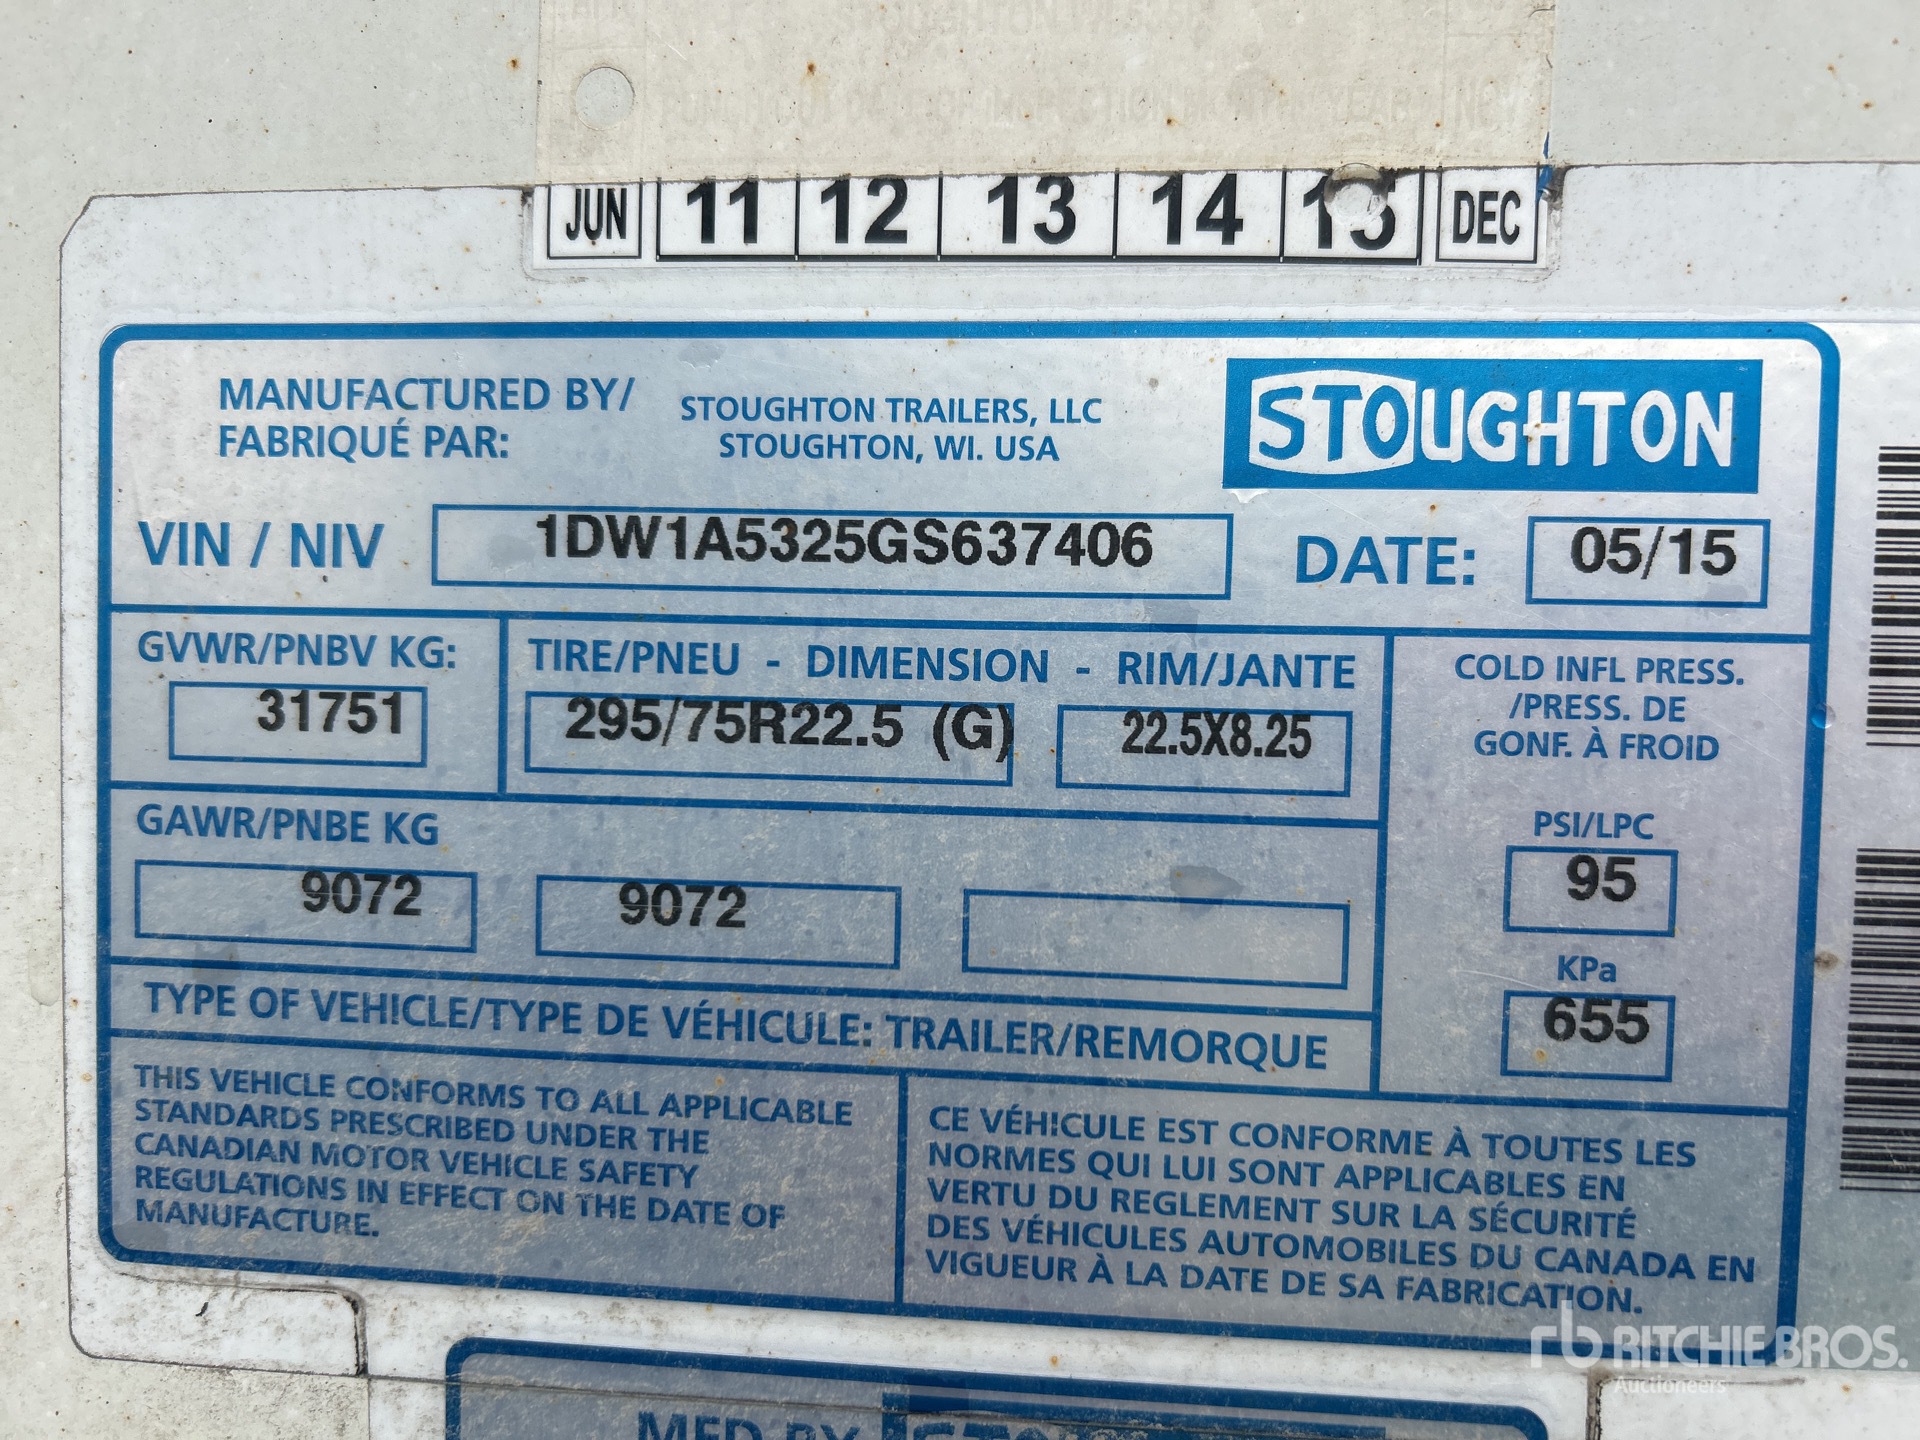 JUN 11 12 13 14 15 DEC
MANUFACTURED BY/
FABRIQUÉ PAR:
STOUGHTON TRAILERS, LLC
STOUGHTON, WI. USA
STOUGHTON
VIN / NIV 1DW1A5325GS637406 DATE: 05/15
GVWR/PNBV KG:
31751
TIRE/PNEU - DIMENSION - RIM/JANTE
295/75R22.5 (G) 22.5X8.25
COLD INFL PRESS.
/PRESS. DE
GONF. À FROID
PSI/LPC
95
KPa
655
GAWR/PNBE KG
9072 9072
TYPE OF VEHICLE/TYPE DE VÉHICULE: TRAILER/REMORQUE
THIS VEHICLE CONFORMS TO ALL APPLICABLE
STANDARDS PRESCRIBED UNDER THE
CANADIAN MOTOR VEHICLE SAFETY
REGULATIONS IN EFFECT ON THE DATE OF
MANUFACTURE.
CE VÉHICULE EST CONFORME À TOUTES LES
NORMES QUI LUI SONT APPLICABLES EN
VERTU DU REGLEMENT SUR LA SÉCURITÉ
DES VÉHICULES AUTOMOBILES DU CANADA EN
VIGUEUR À LA DATE DE SA FABRICATION.
MFD BY
rb RITCHIE BROS.
Auctioneers